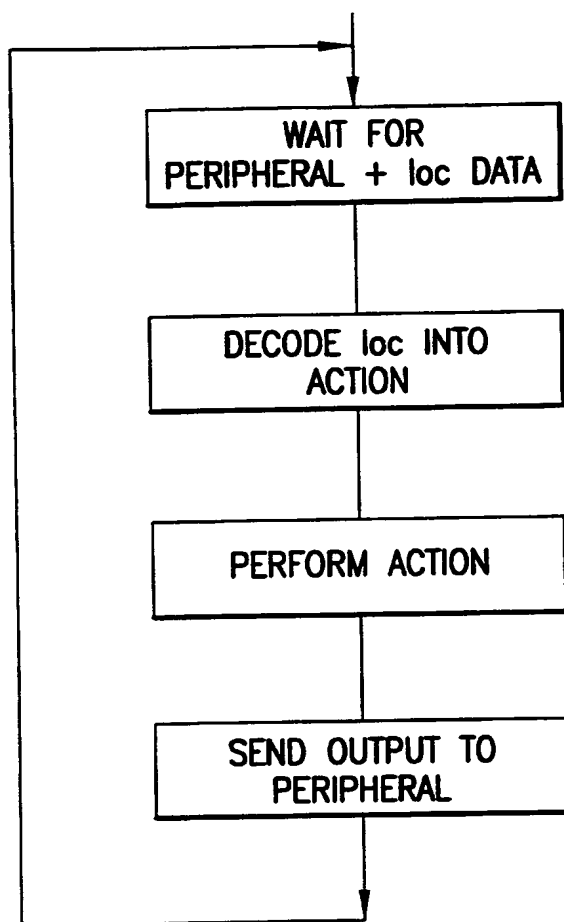 WAIT FOR
PERIPHERAL + loc DATA
DECODE loc INTO
ACTION
PERFORM ACTION
SEND OUTPUT TO
PERIPHERAL